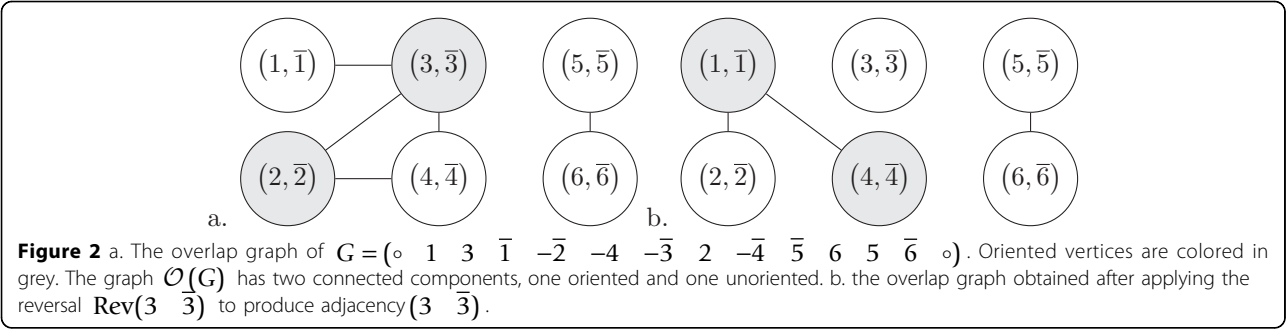 (1, 1̅) (3, 3̅) (5, 5̅) (1, 1̅) (3, 3̅) (5, 5̅)
(2, 2̅) (4, 4̅) (6, 6̅) (2, 2̅) (4, 4̅) (6, 6̅)
a. b.
Figure 2 a. The overlap graph of G = (∘ 1 3 1̅ −2̅ −4 −3̅ 2 −4̅ 5̅ 6 5 6̅ ∘). Oriented vertices are colored in
grey. The graph 𝒪(G) has two connected components, one oriented and one unoriented. b. the overlap graph obtained after applying the
reversal Rev(3 3̅) to produce adjacency (3 3̅).